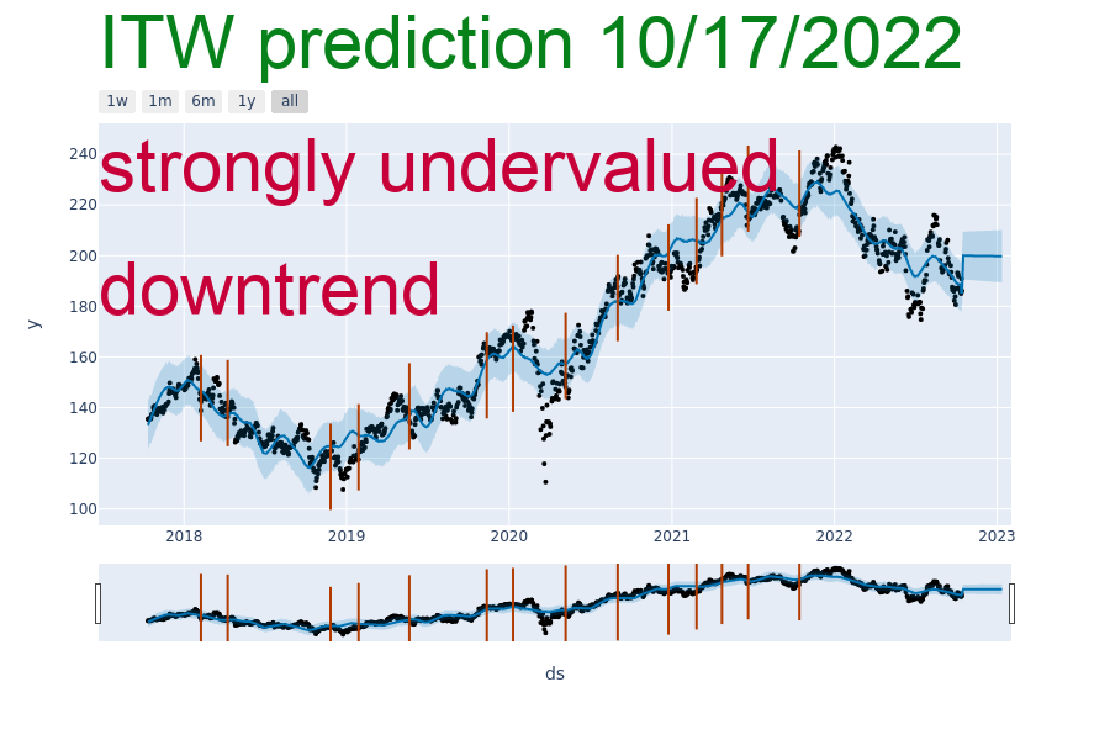 ITW prediction 10/17/2022
1w 1m 6m 1y all
strongly undervalued
downtrend
240
220
200
180
160
140
120
100
y
2018 2019 2020 2021 2022 2023
ds